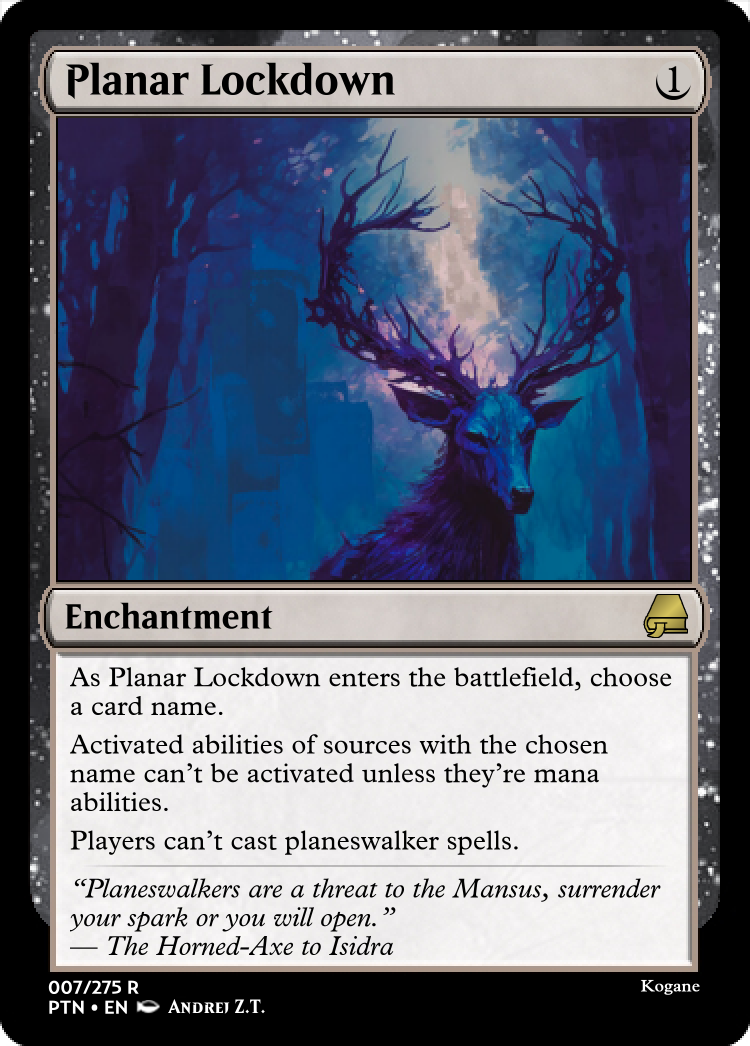 Planar Lockdown 1
Enchantment
As Planar Lockdown enters the battlefield, choose
a card name.
Activated abilities of sources with the chosen
name can't be activated unless they're mana
abilities.
Players can't cast planeswalker spells.
“Planeswalkers are a threat to the Mansus, surrender
your spark or you will open.”
— The Horned-Axe to Isidra
007/275 R
Kogane
PTN • EN Andrej Z.T.